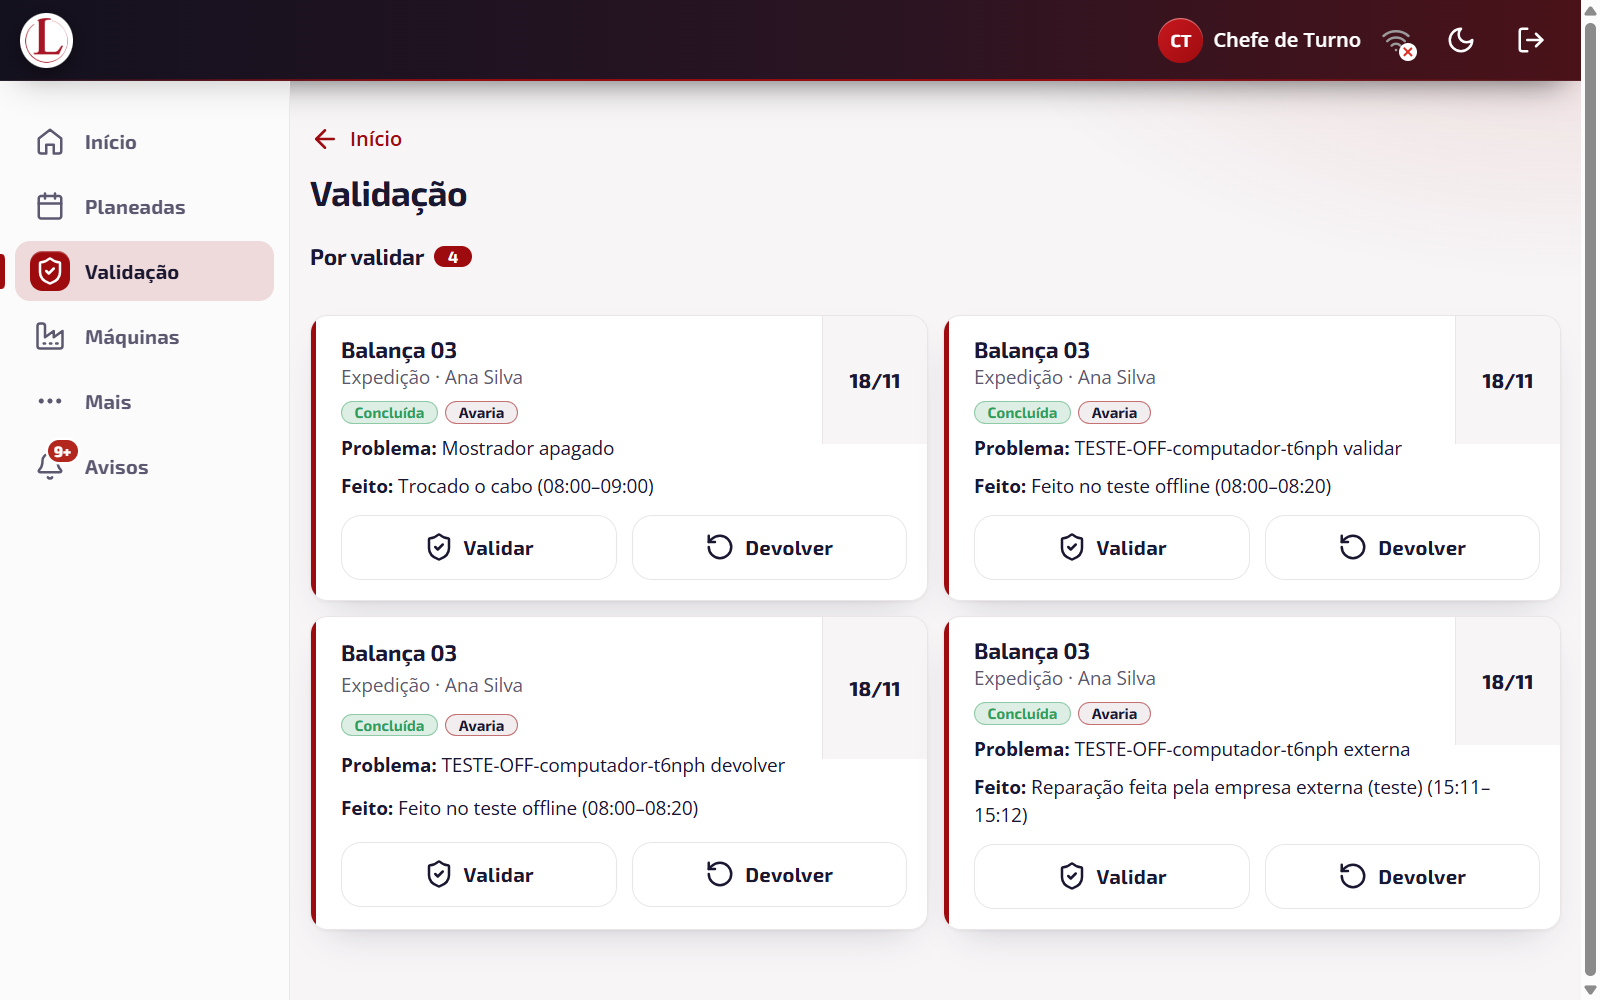 L
CT
Chefe de Turno
Início
Planeadas
Validação
Máquinas
Mais
9+
Avisos
Início
Validação
Por validar 4
Balança 03
Expedição · Ana Silva
18/11
Concluída Avaria
Problema: Mostrador apagado
Feito: Trocado o cabo (08:00–09:00)
Validar Devolver
Balança 03
Expedição · Ana Silva
18/11
Concluída Avaria
Problema: TESTE-OFF-computador-t6nph validar
Feito: Feito no teste offline (08:00–08:20)
Validar Devolver
Balança 03
Expedição · Ana Silva
18/11
Concluída Avaria
Problema: TESTE-OFF-computador-t6nph devolver
Feito: Feito no teste offline (08:00–08:20)
Validar Devolver
Balança 03
Expedição · Ana Silva
18/11
Concluída Avaria
Problema: TESTE-OFF-computador-t6nph externa
Feito: Reparação feita pela empresa externa (teste) (15:11–
15:12)
Validar Devolver